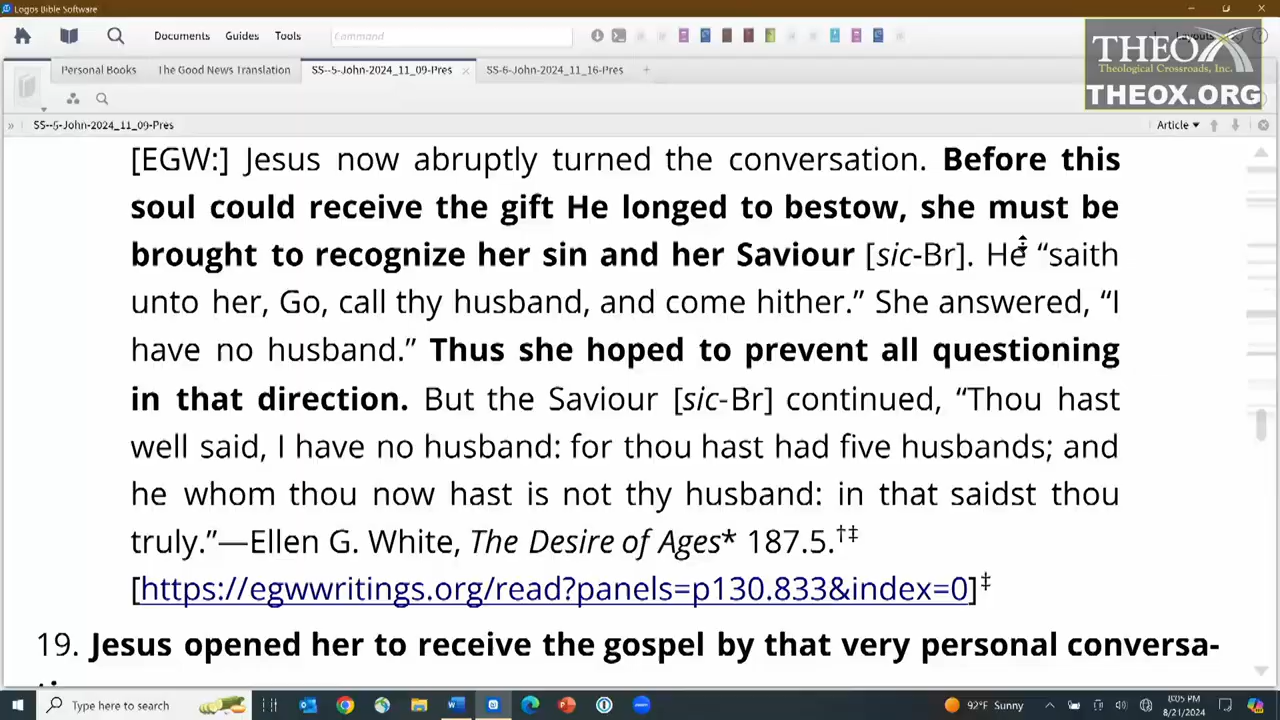 Logos Bible Software
Documents Guides Tools Command Layouts
THEOX
Theological Crossroads, Inc.
THEOX.ORG
Personal Books The Good News Translation SS--5-John-2024_11_09-Pres SS-6-John-2024_11_16-Pres
SS--5-John-2024_11_09-Pres Article
[EGW:] Jesus now abruptly turned the conversation. Before this
soul could receive the gift He longed to bestow, she must be
brought to recognize her sin and her Saviour [sic-Br]. He “saith
unto her, Go, call thy husband, and come hither.” She answered, “I
have no husband.” Thus she hoped to prevent all questioning
in that direction. But the Saviour [sic-Br] continued, “Thou hast
well said, I have no husband: for thou hast had five husbands; and
he whom thou now hast is not thy husband: in that saidst thou
truly.”—Ellen G. White, The Desire of Ages* 187.5.†‡
[https://egwwritings.org/read?panels=p130.833&index=0]‡
19. Jesus opened her to receive the gospel by that very personal conversa-
Type here to search 92°F Sunny 8:05 PM
8/21/2024